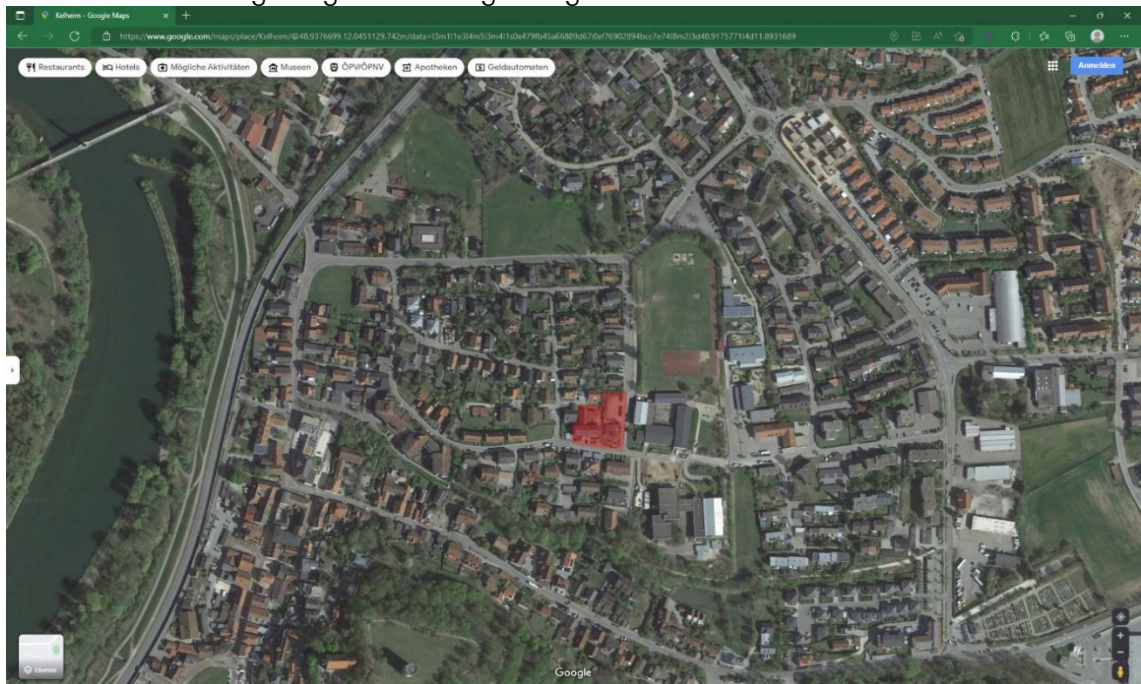 Kelheim - Google Maps
https://www.google.com/maps/place/Kelheim/@48.9376699,12.0451129,742m/data=!3m1!1e3!4m5!3m4!1s0x479fb45a66889d67:0xf76902894bcc7e74!8m2!3d48.9175771!4d11.8931689
Restaurants Hotels Mögliche Aktivitäten Museen ÖPV/ÖPNV Apotheken Geldautomaten
Anmelden
Ebenen
Google